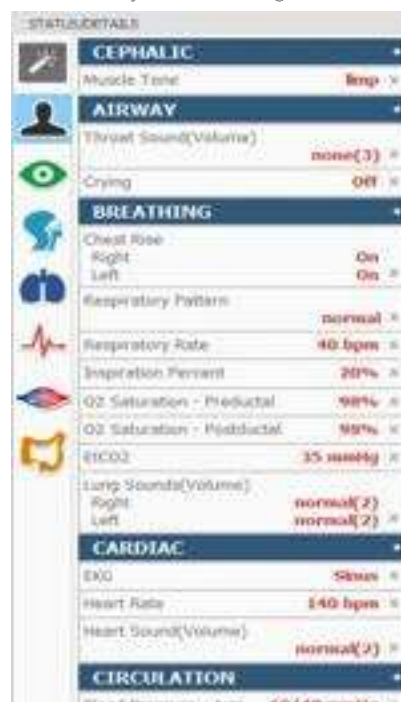 STATUS/DETAILS
CEPHALIC
Muscle Tone limp
AIRWAY
Throat Sound(Volume)
none(3)
Crying Off
BREATHING
Chest Rise
Right On
Left On
Respiratory Pattern
normal
Respiratory Rate 40 bpm
Inspiration Percent 20%
O2 Saturation - Preductal 98%
O2 Saturation - Postductal 98%
EtCO2 35 mmHg
Lung Sounds(Volume)
Right normal(2)
Left normal(2)
CARDIAC
EKG Sinus
Heart Rate 140 bpm
Heart Sound(Volume)
normal(2)
CIRCULATION